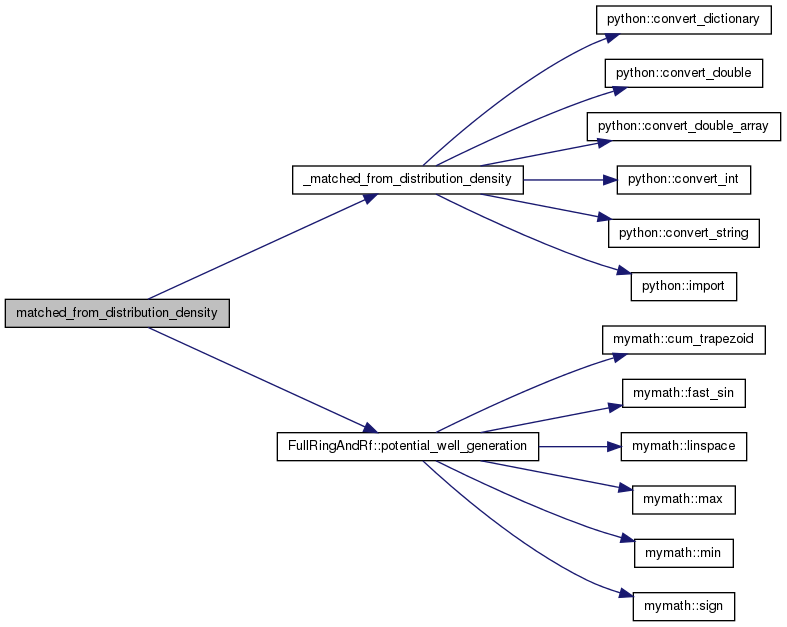 python::convert_dictionary
python::convert_double
python::convert_double_array
_matched_from_distribution_density
python::convert_int
python::convert_string
python::import
matched_from_distribution_density
mymath::cum_trapezoid
mymath::fast_sin
FullRingAndRf::potential_well_generation
mymath::linspace
mymath::max
mymath::min
mymath::sign